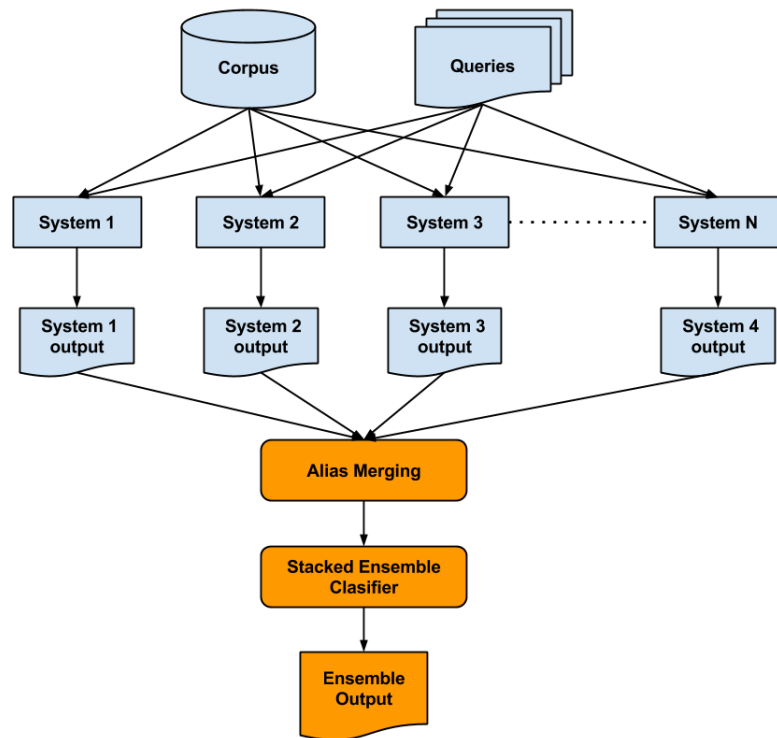 Corpus
Queries
System 1
System 2
System 3
System N
System 1
output
System 2
output
System 3
output
System 4
output
Alias Merging
Stacked Ensemble
Clasifier
Ensemble
Output